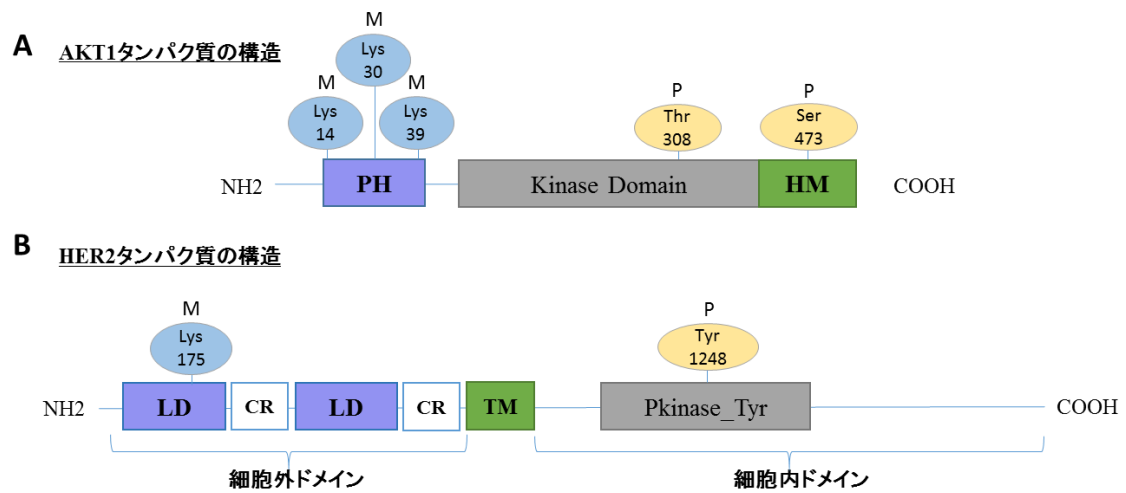 A AKT1タンパク質の構造
M
Lys
30
M
Lys
14
M
Lys
39
P
Thr
308
P
Ser
473
NH2 PH Kinase Domain HM COOH
B HER2タンパク質の構造
M
Lys
175
P
Tyr
1248
NH2 LD CR LD CR TM Pkinase_Tyr COOH
細胞外ドメイン 細胞内ドメイン